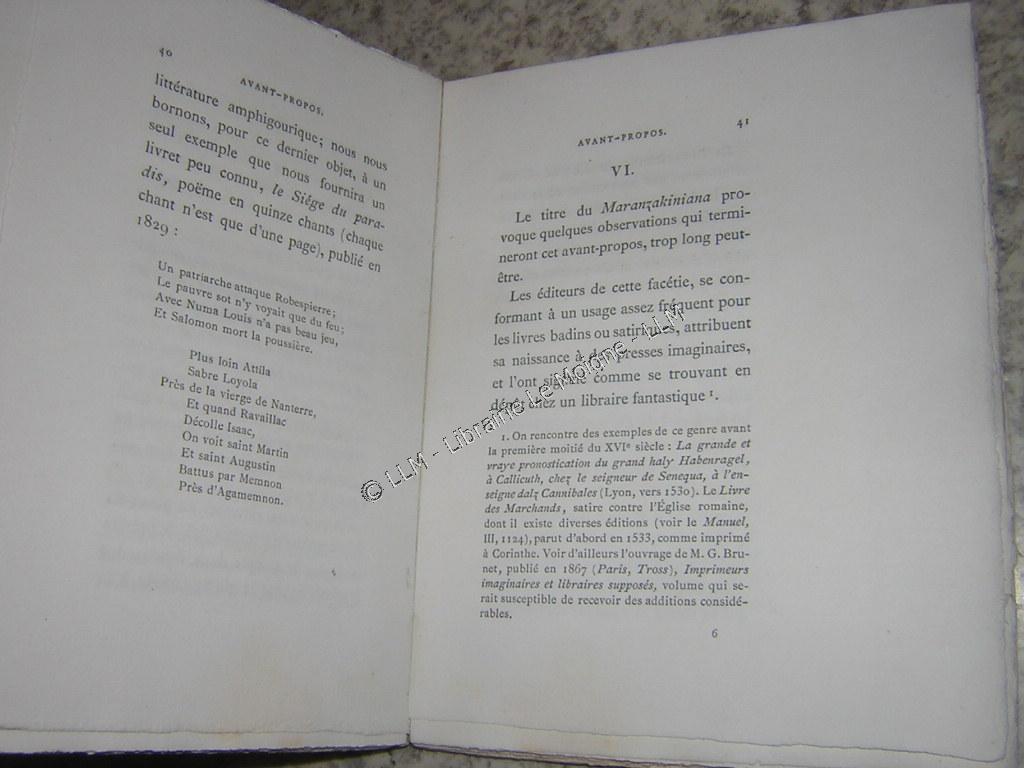 40
AVANT-PROPOS.
littérature amphigourique; nous nous
bornons, pour ce dernier objet, à un
seul exemple que nous fournira un
livret peu connu, le Siége du para-
dis, poëme en quinze chants (chaque
chant n'est que d'une page), publié en
1829 :
Un patriarche attaque Robespierre;
Le pauvre sot n'y voyait que du feu;
Avec Numa Louis n'a pas beau jeu,
Et Salomon mort la poussière.
Plus loin Attila
Sabre Loyola
Près de la vierge de Nanterre,
Et quand Ravaillac
Décolle Isaac,
On voit saint Martin
Et saint Augustin
Battus par Memnon
Près d'Agamemnon.
AVANT-PROPOS.
41
VI.
Le titre du Maranzakiniana pro-
voque quelques observations qui termi-
neront cet avant-propos, trop long peut-
être.
Les éditeurs de cette facétie, se con-
formant à un usage assez fréquent pour
les livres badins ou satiriques, attribuent
sa naissance à des presses imaginaires,
et l'ont signalé comme se trouvant en
dépôt chez un libraire fantastique 1.
1. On rencontre des exemples de ce genre avant
la première moitié du XVIe siècle : La grande et
vraye pronostication du grand haly Habenragel,
à Callicuth, chez le seigneur de Senequa, à l'en-
seigne dalz Cannibales (Lyon, vers 1530). Le Livre
des Marchands, satire contre l'Église romaine,
dont il existe diverses éditions (voir le Manuel,
III, 1124), parut d'abord en 1533, comme imprimé
à Corinthe. Voir d'ailleurs l'ouvrage de M. G. Bru-
net, publié en 1867 (Paris, Tross), Imprimeurs
imaginaires et libraires supposés, volume qui se-
rait susceptible de recevoir des additions considé-
rables.
6
© LLM - Librairie Le Moigne - LLM